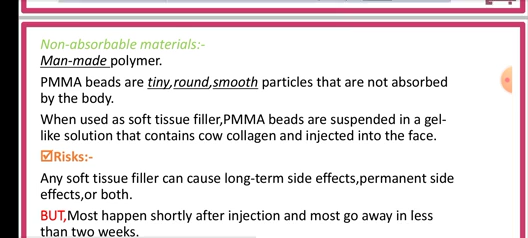 Non-absorbable materials:-
Man-made polymer.
PMMA beads are tiny,round,smooth particles that are not absorbed
by the body.
When used as soft tissue filler,PMMA beads are suspended in a gel-
like solution that contains cow collagen and injected into the face.
☑Risks:-
Any soft tissue filler can cause long-term side effects,permanent side
effects,or both.
BUT,Most happen shortly after injection and most go away in less
than two weeks.